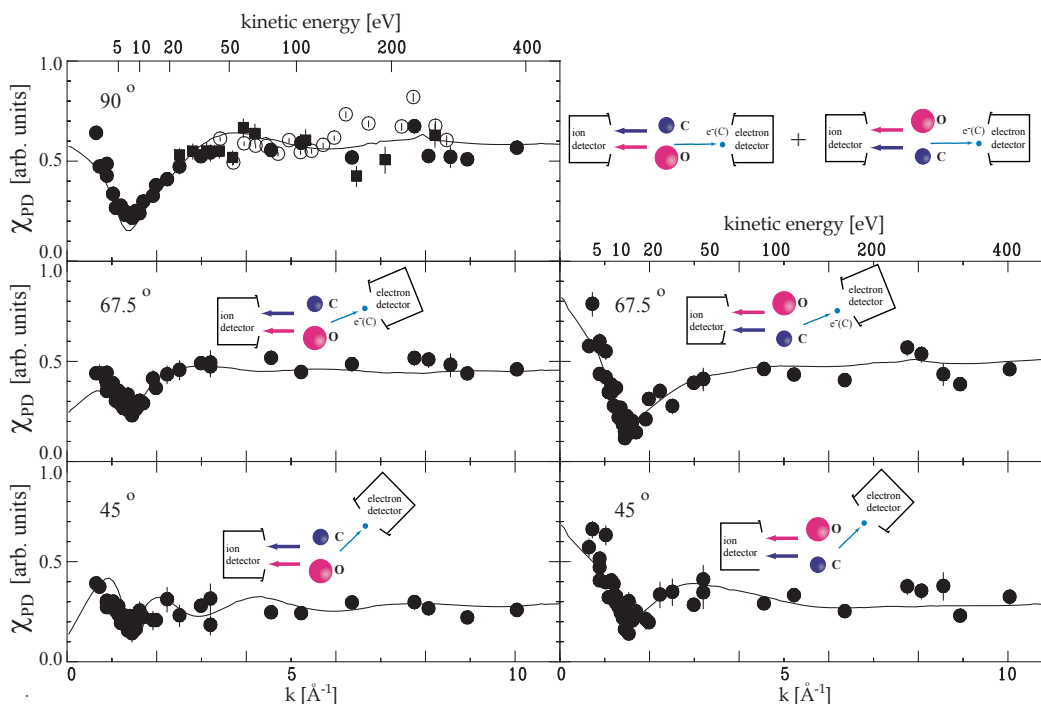 kinetic energy [eV]
5 10 20 50 100 200 400
1.0
0.5
0.0
χPD [arb. units]
90 °
ion
detector
C
O
e-(C)
electron
detector
+
ion
detector
O
C
e-(C)
electron
detector
kinetic energy [eV]
5 10 20 50 100 200 400
1.0
0.5
0.0
χPD [arb. units]
67.5 °
ion
detector
C
O
e-(C)
electron
detector
67.5 °
ion
detector
O
C
e-(C)
electron
detector
1.0
0.5
0.0
χPD [arb. units]
45 °
ion
detector
C
O
electron
detector
45 °
ion
detector
O
C
electron
detector
0 5 10
k [Å-1]
0 5 10
k [Å-1]